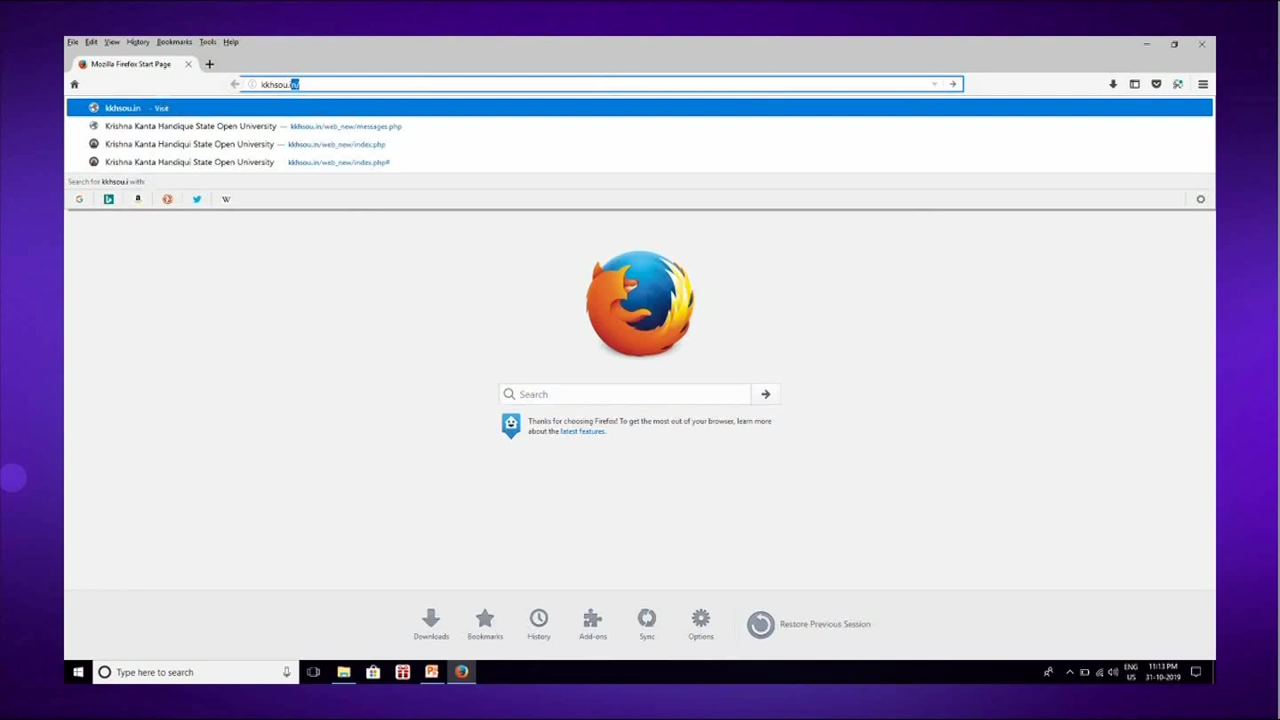 File Edit View History Bookmarks Tools Help
Mozilla Firefox Start Page
kkhsou.in/
kkhsou.in - Visit
Krishna Kanta Handique State Open University — kkhsou.in/web_new/messages.php
Krishna Kanta Handiqui State Open University — kkhsou.in/web_new/index.php
Krishna Kanta Handiqui State Open University kkhsou.in/web_new/index.php#
Search for kkhsou.i with:
Search
Thanks for choosing Firefox! To get the most out of your browser, learn more
about the latest features.
Downloads Bookmarks History Add-ons Sync Options Restore Previous Session
Type here to search
ENG 11:13 PM
US 31-10-2019